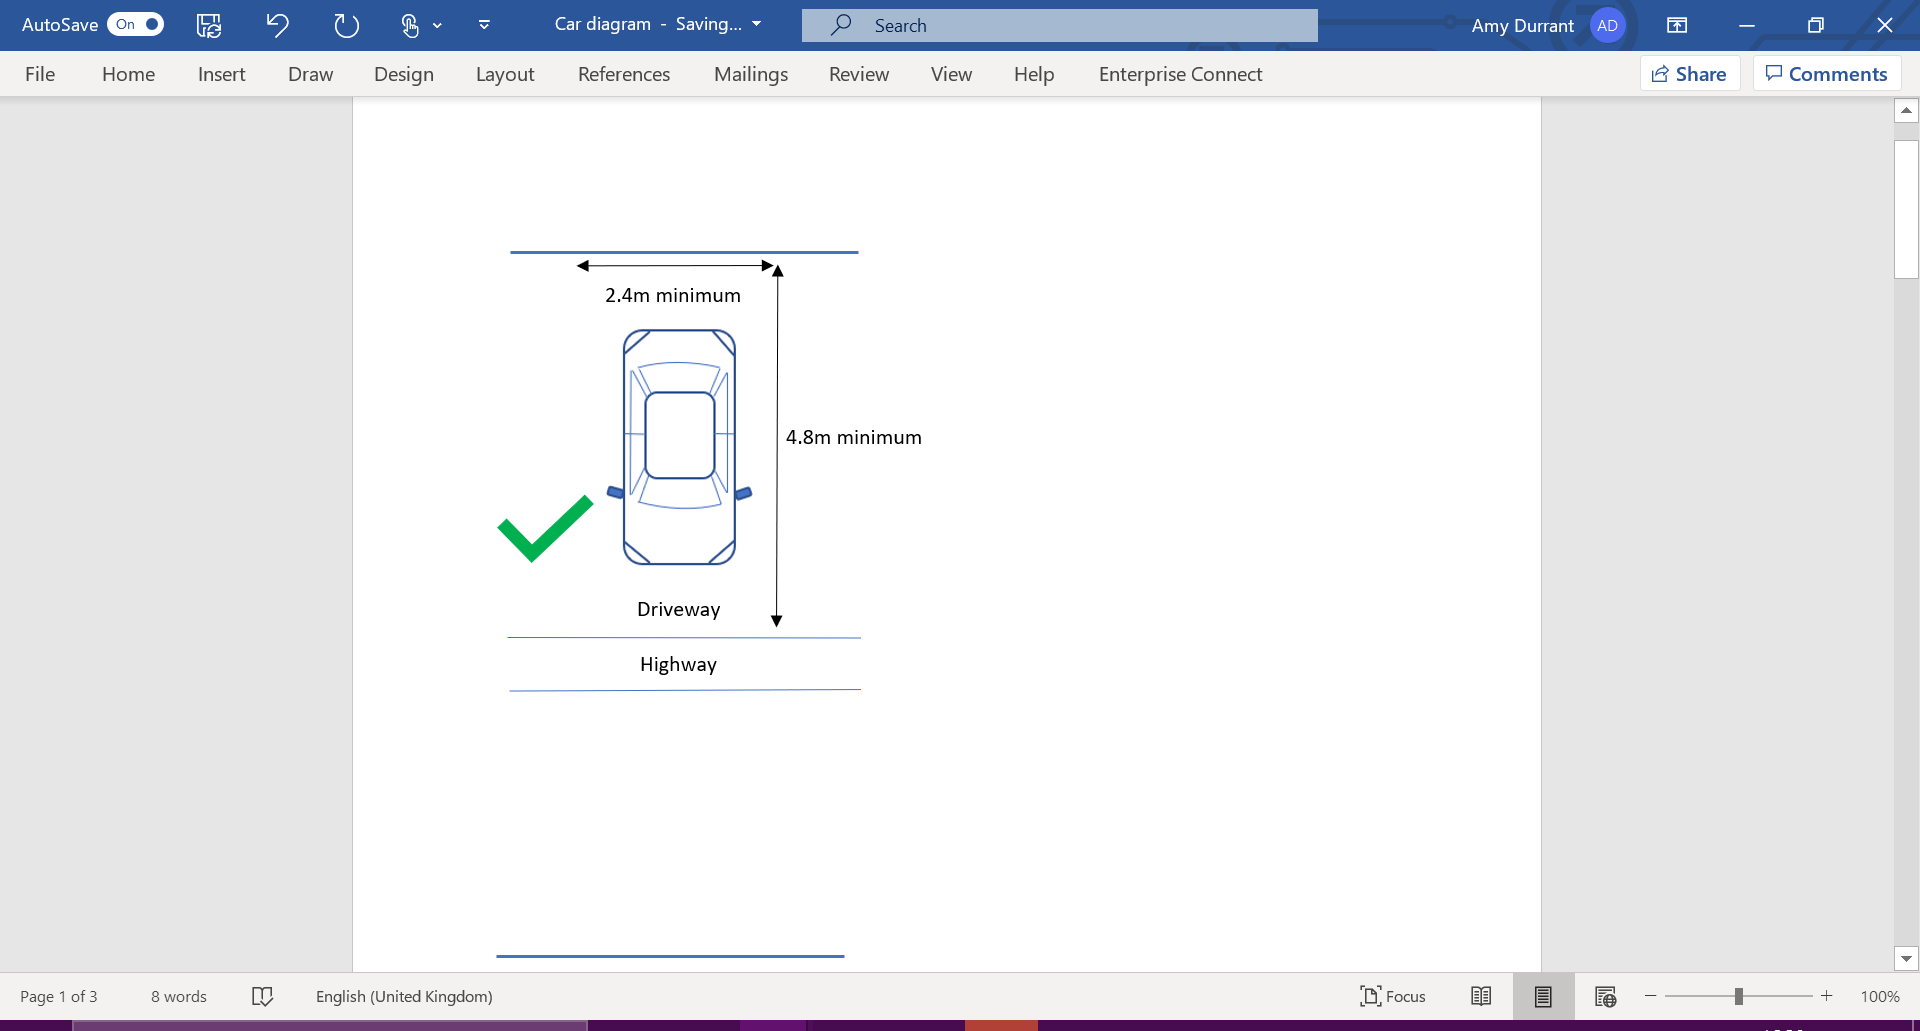 AutoSave On Car diagram - Saving... Search Amy Durrant AD
File Home Insert Draw Design Layout References Mailings Review View Help Enterprise Connect Share Comments
2.4m minimum
4.8m minimum
Driveway
Highway
Page 1 of 3 8 words English (United Kingdom) Focus 100%